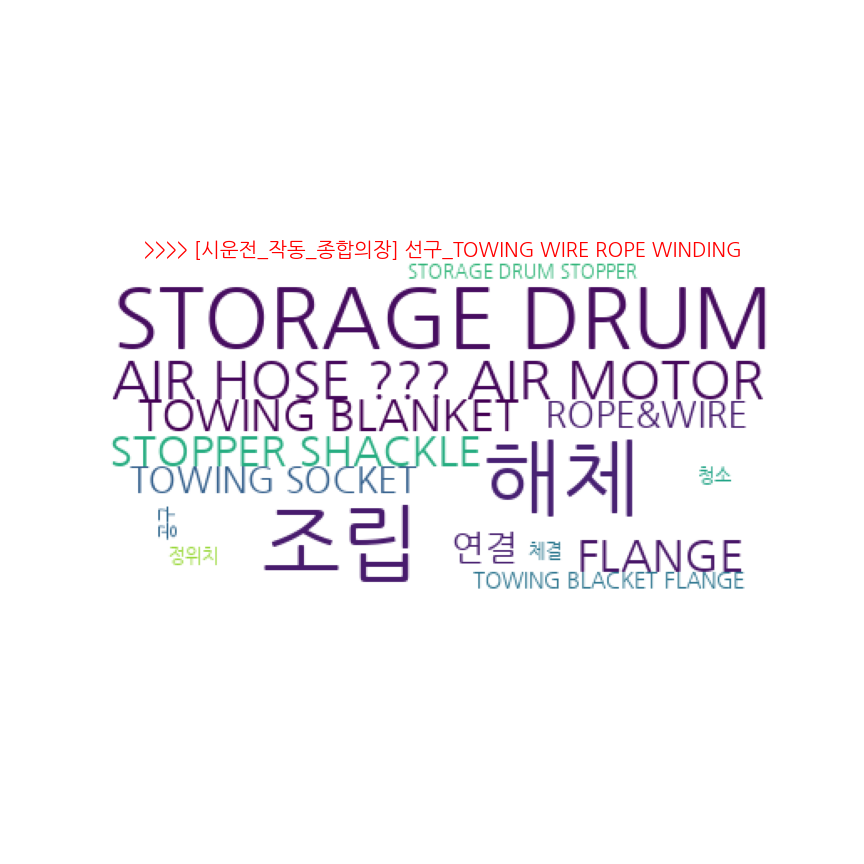 >>>> [시운전_작동_종합의장] 선구_TOWING WIRE ROPE WINDING
STORAGE DRUM STOPPER
STORAGE DRUM
AIR HOSE ??? AIR MOTOR
TOWING BLANKET
ROPE&WIRE
STOPPER SHACKLE
해체
TOWING SOCKET
청소
조립
구동
정위치
연결
체결
FLANGE
TOWING BLACKET FLANGE